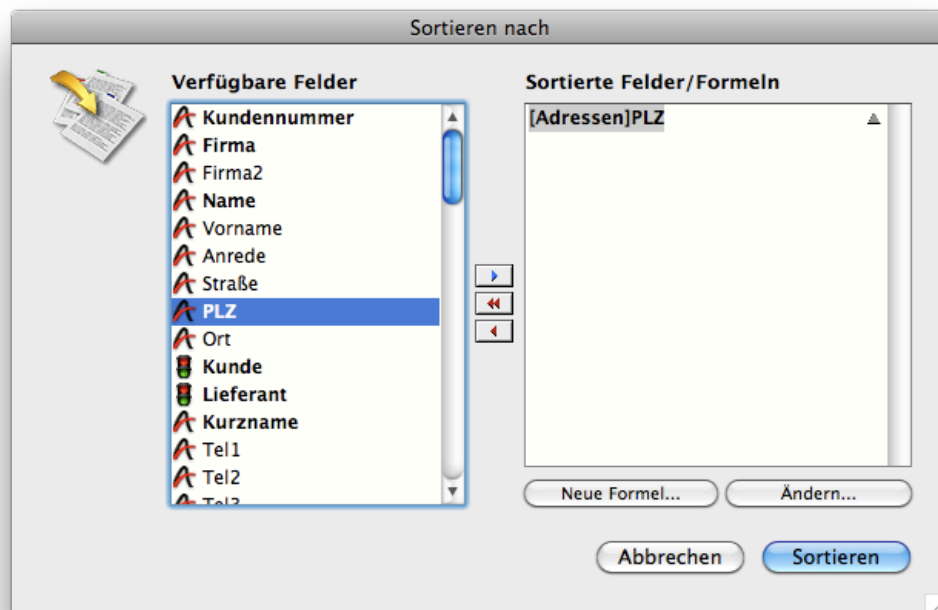 Sortieren nach
Verfügbare Felder
Kundennummer
Firma
Firma2
Name
Vorname
Anrede
Straße
PLZ
Ort
Kunde
Lieferant
Kurzname
Tel1
Tel2
Tel3
Sortierte Felder/Formeln
[Adressen]PLZ
Neue Formel...
Ändern...
Abbrechen
Sortieren